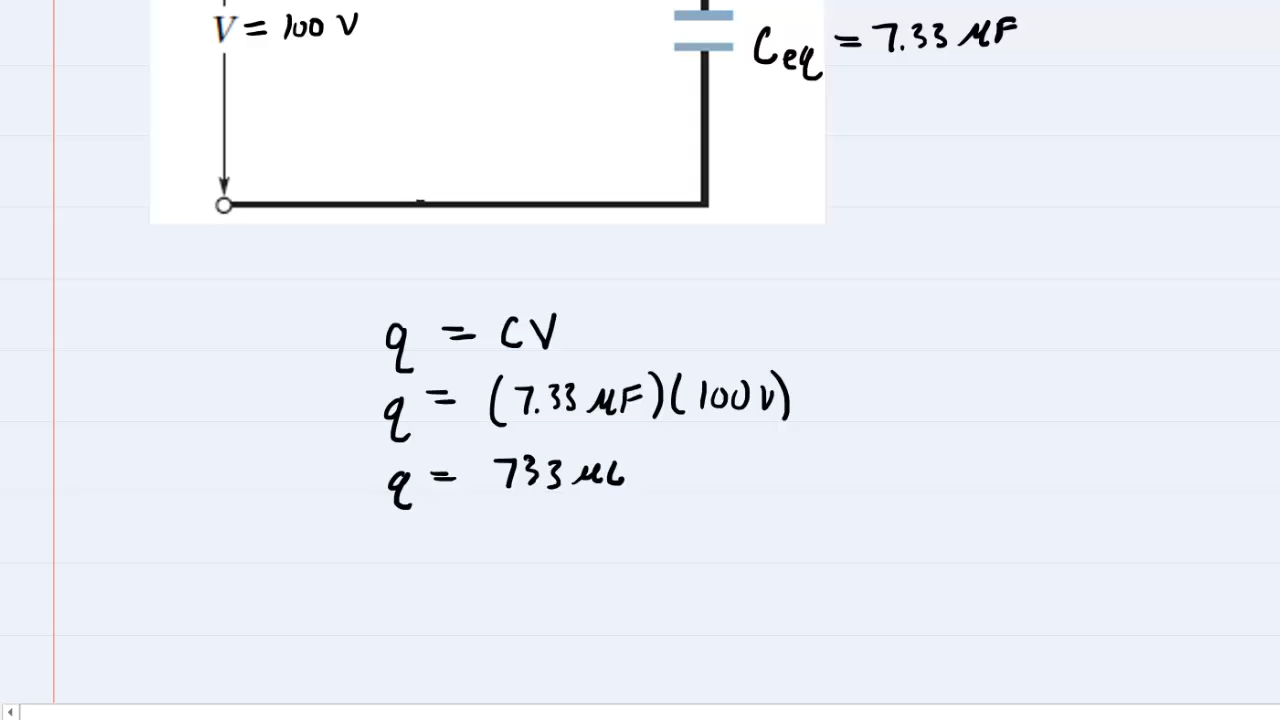 V = 100 V
Ceq = 7.33 μF
q = CV
q = (7.33 μF)(100 V)
q = 733 μC